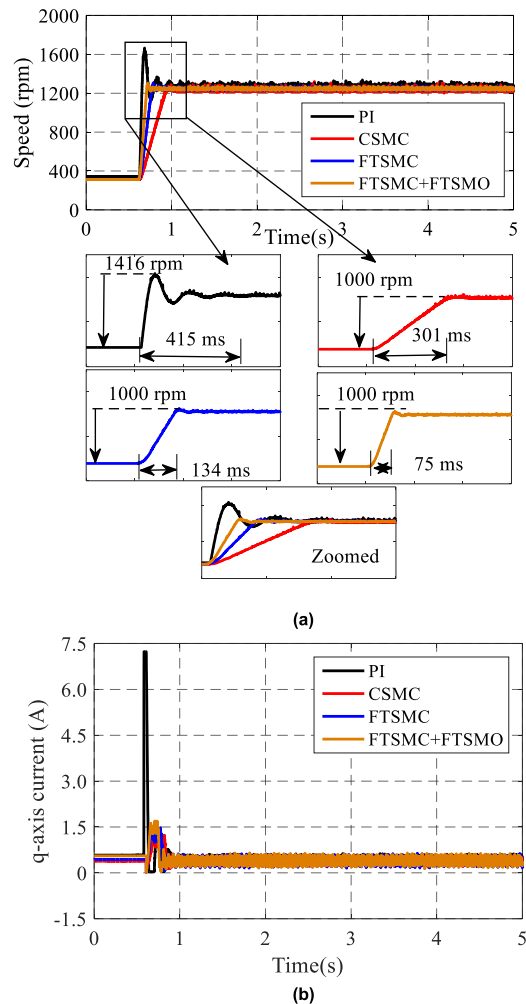 2000
1600
1200
800
400
0
Speed (rpm)
PI
CSMC
FTSMC
FTSMC+FTSMO
0 1 2 3 4 5
Time(s)
1416 rpm
415 ms
1000 rpm
301 ms
1000 rpm
134 ms
1000 rpm
75 ms
Zoomed
(a)
7.5
6.0
4.5
3.0
1.5
0
-1.5
q-axis current (A)
PI
CSMC
FTSMC
FTSMC+FTSMO
0 1 2 3 4 5
Time(s)
(b)